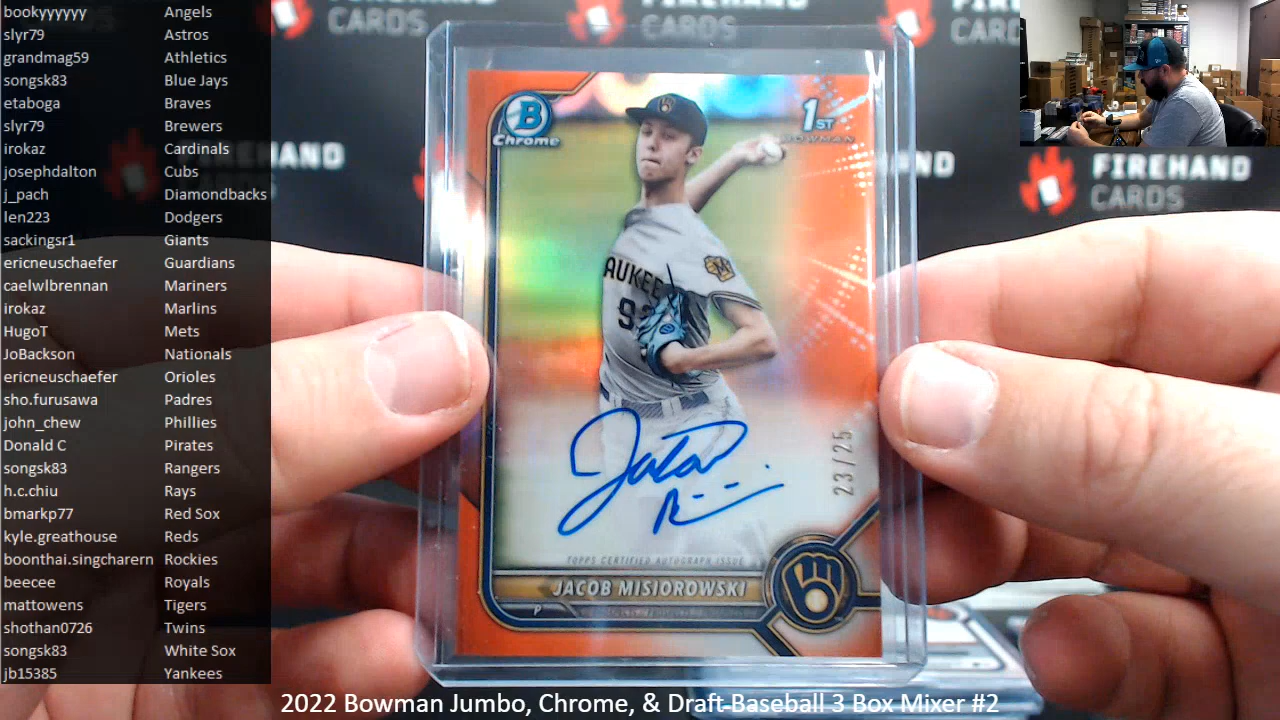 bookyyyyyy Angels
slyr79 Astros
grandmag59 Athletics
songsk83 Blue Jays
etaboga Braves
slyr79 Brewers
irokaz Cardinals
josephdalton Cubs
j_pach Diamondbacks
len223 Dodgers
sackingsr1 Giants
ericneuschaefer Guardians
caelwlbrennan Mariners
irokaz Marlins
HugoT Mets
JoBackson Nationals
ericneuschaefer Orioles
sho.furusawa Padres
john_chew Phillies
Donald C Pirates
songsk83 Rangers
h.c.chiu Rays
bmarkp77 Red Sox
kyle.greathouse Reds
boonthai.singcharern Rockies
beecee Royals
mattowens Tigers
shothan0726 Twins
songsk83 White Sox
jb15385 Yankees
CARDS
CARDS
FIREHAND
CARDS
B
Chrome
1ST
BOWMAN
AUKEE
M
23/25
TOPPS CERTIFIED AUTOGRAPH ISSUE
JACOB MISIOROWSKI
P
2022 Bowman Jumbo, Chrome, & Draft-Baseball 3 Box Mixer #2